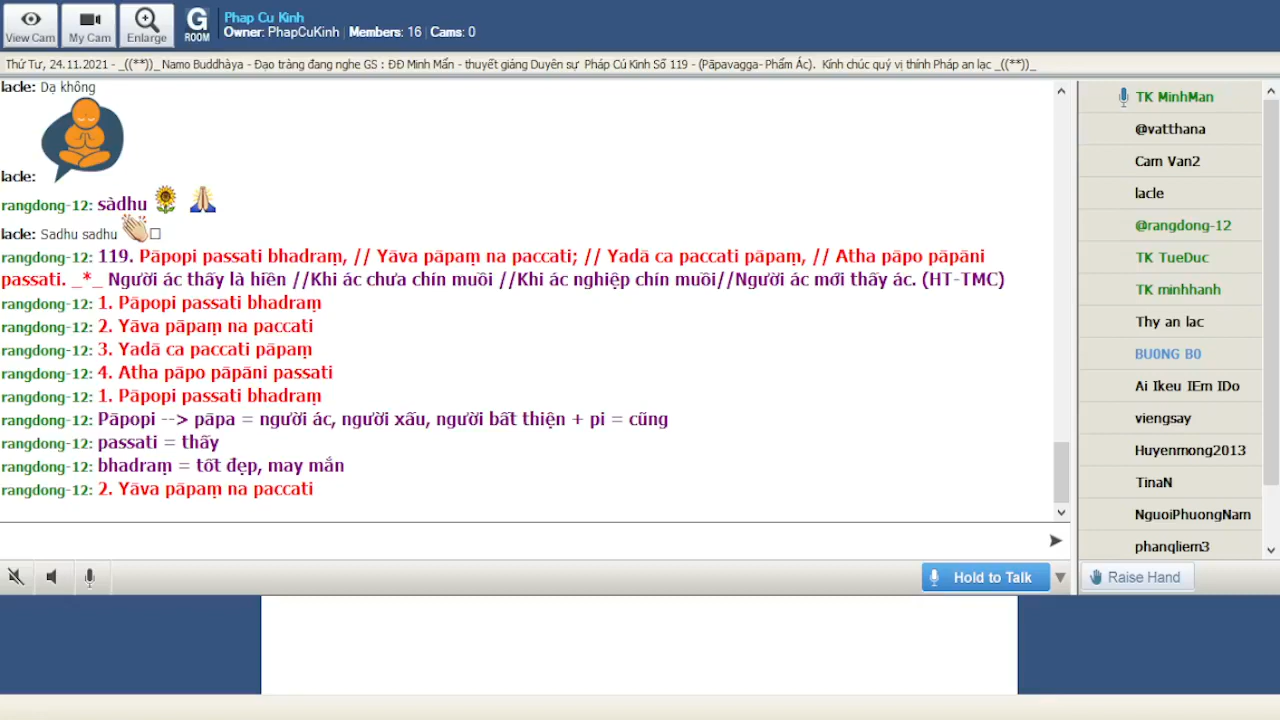 View Cam
My Cam
Enlarge
G
ROOM
Phap Cu Kinh
Owner: PhapCuKinh | Members: 16 | Cams: 0
Thứ Tư, 24.11.2021 - _((**))_ Namo Buddhàya - Đạo tràng đang nghe GS : ĐĐ Minh Mẫn - thuyết giảng Duyên sự Pháp Cú Kinh Số 119 - (Pāpavagga- Phẩm Ác). Kính chúc quý vị thính Pháp an lạc _((**))_
lacle: Dạ không
lacle:
rangdong-12: sàdhu
lacle: Sadhu sadhu
rangdong-12: 119. Pāpopi passati bhadraṃ, // Yāva pāpaṃ na paccati; // Yadā ca paccati pāpaṃ, // Atha pāpo pāpāni
passati. _*_ Người ác thấy là hiền //Khi ác chưa chín muồi //Khi ác nghiệp chín muồi//Người ác mới thấy ác. (HT-TMC)
rangdong-12: 1. Pāpopi passati bhadraṃ
rangdong-12: 2. Yāva pāpaṃ na paccati
rangdong-12: 3. Yadā ca paccati pāpaṃ
rangdong-12: 4. Atha pāpo pāpāni passati
rangdong-12: 1. Pāpopi passati bhadraṃ
rangdong-12: Pāpopi --> pāpa = người ác, người xấu, người bất thiện + pi = cũng
rangdong-12: passati = thấy
rangdong-12: bhadraṃ = tốt đẹp, may mắn
rangdong-12: 2. Yāva pāpaṃ na paccati
TK MinhMan
@vatthana
Cam Van2
lacle
@rangdong-12
TK TueDuc
TK minhhanh
Thy an lac
BU0NG B0
Ai Ikeu IEm IDo
viengsay
Huyenmong2013
TinaN
NguoiPhuongNam
phanqliem3
Hold to Talk
Raise Hand